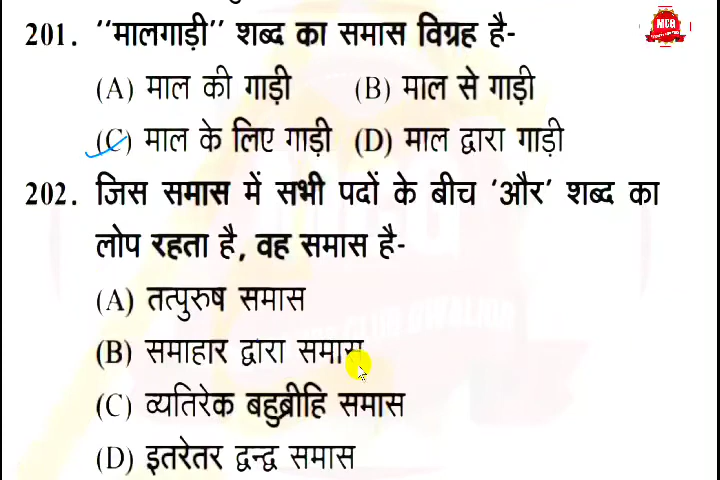 MCH
201. ‘‘मालगाड़ी’’ शब्द का समास विग्रह है-
(A) माल की गाड़ी (B) माल से गाड़ी
(C) माल के लिए गाड़ी (D) माल द्वारा गाड़ी
202. जिस समास में सभी पदों के बीच ‘और’ शब्द का
लोप रहता है, वह समास है-
(A) तत्पुरुष समास
(B) समाहार द्वारा समास
(C) व्यतिरेक बहुब्रीहि समास
(D) इतरेतर द्वन्द्व समास